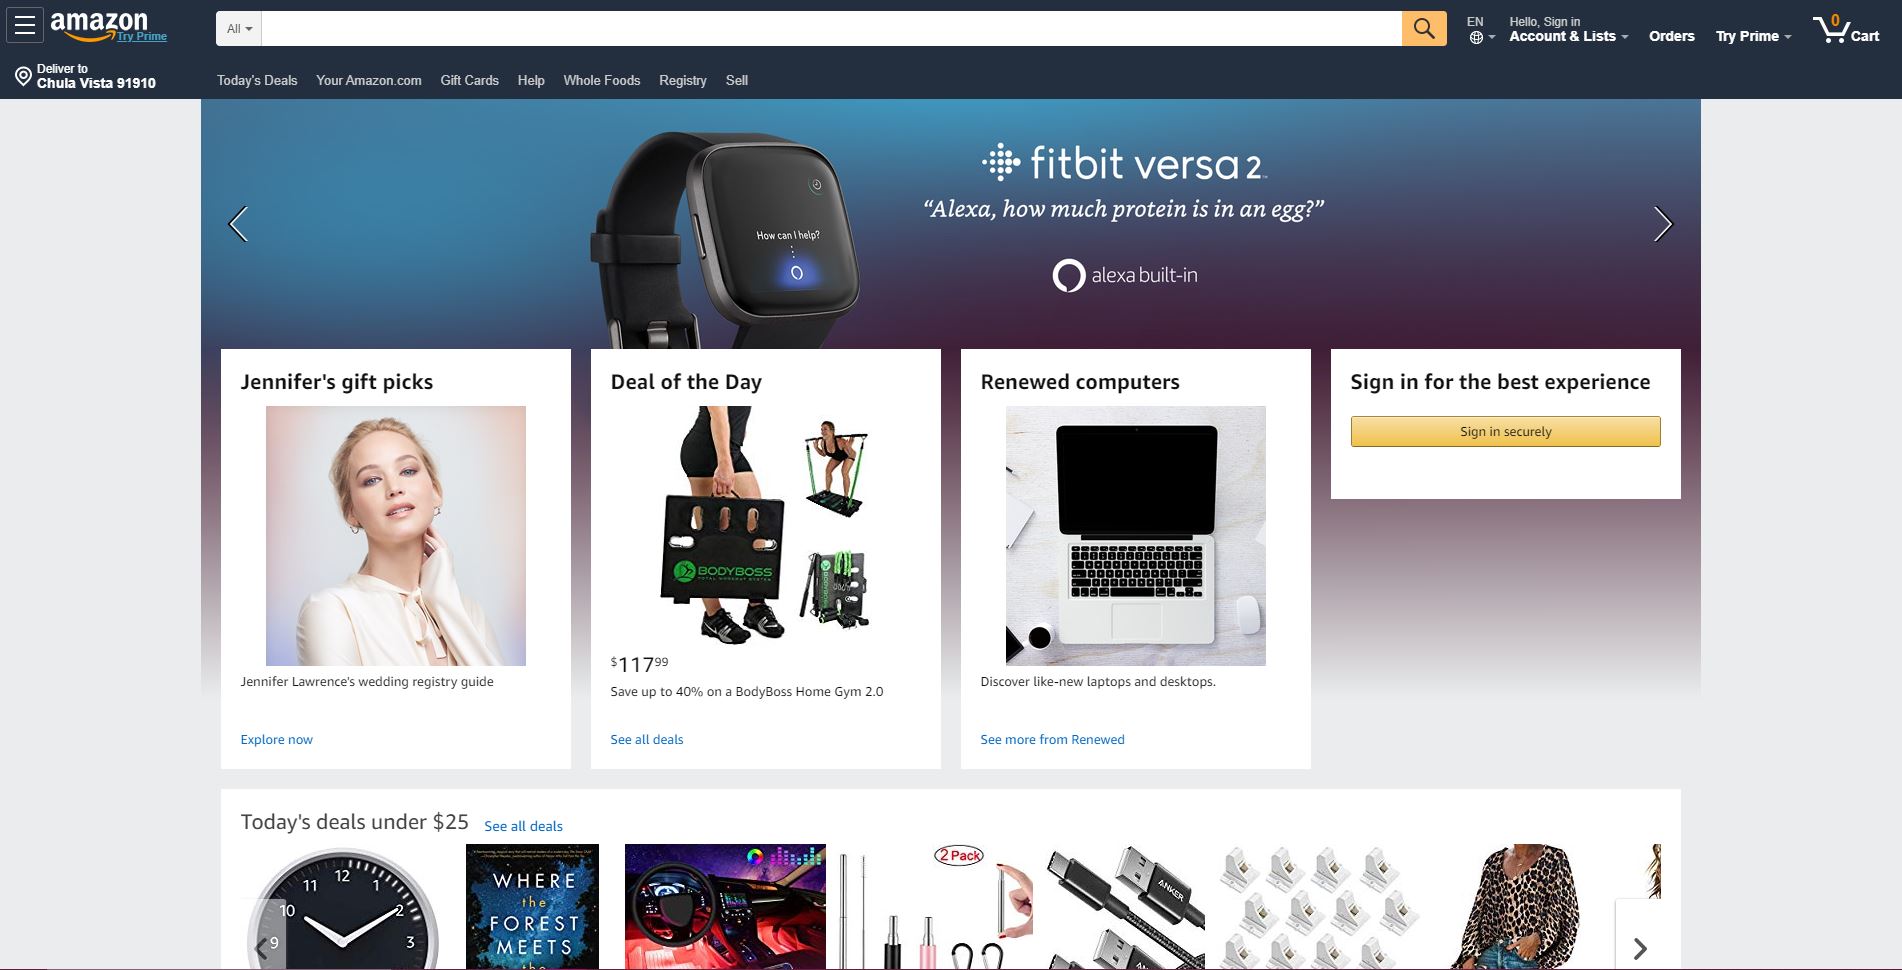 amazon
Try Prime
All
EN
Hello, Sign in
Account & Lists
Orders
Try Prime
0
Cart
Deliver to
Chula Vista 91910
Today's Deals
Your Amazon.com
Gift Cards
Help
Whole Foods
Registry
Sell
fitbit versa 2
“Alexa, how much protein is in an egg?”
How can I help?
alexa built-in
Jennifer's gift picks
Jennifer Lawrence's wedding registry guide
Explore now
Deal of the Day
BODYBOSS
TOTAL WORKOUT SYSTEM
BODYBOSS
$117 99
Save up to 40% on a BodyBoss Home Gym 2.0
See all deals
Renewed computers
Discover like-new laptops and desktops.
See more from Renewed
Sign in for the best experience
Sign in securely
Today's deals under $25
See all deals
12
11
1
10
2
9
3
WHERE
the
FOREST
MEETS
the
2 Pack
ANKER